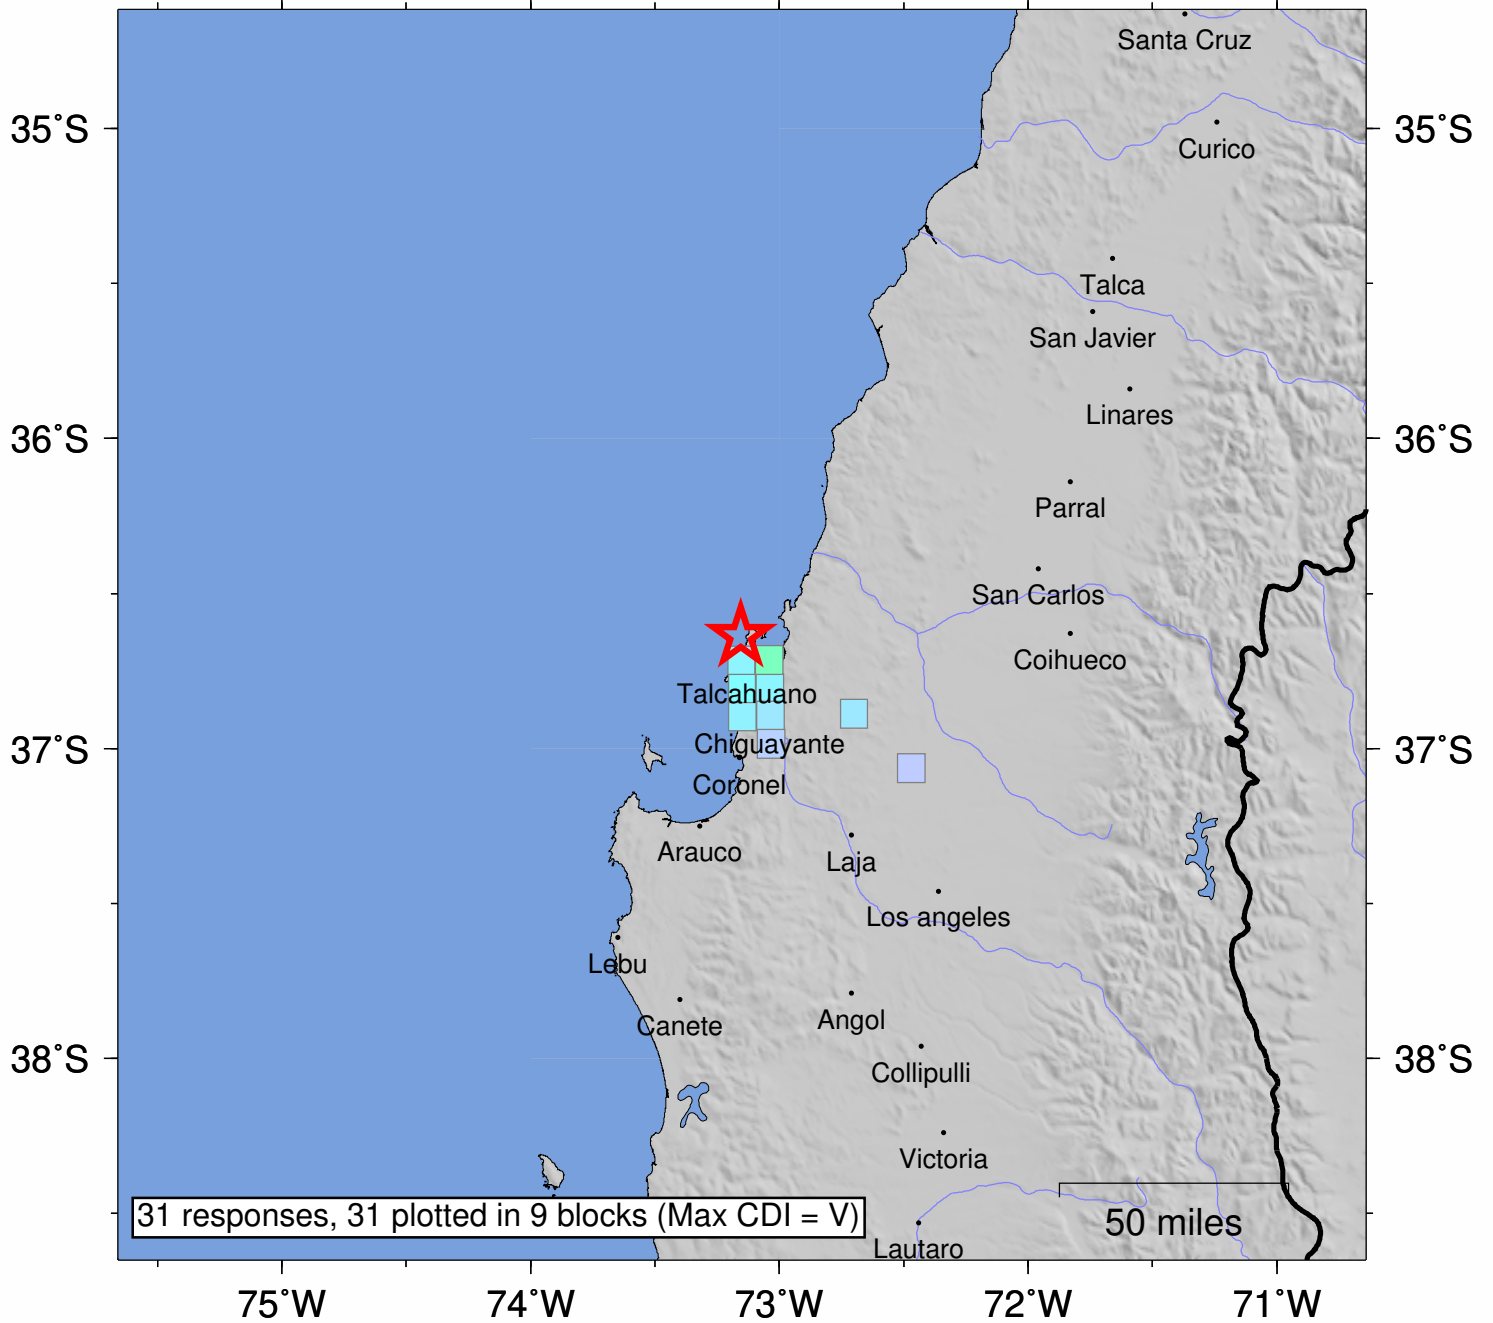 Santa Cruz
35°S
35°S
Curico
Talca
San Javier
Linares
36°S
36°S
Parral
San Carlos
Coihueco
Talcahuano
37°S
Chiguayante
37°S
Coronel
Arauco
Laja
Los angeles
Lebu
Angol
Canete
38°S
38°S
Collipulli
Victoria
31 responses, 31 plotted in 9 blocks (Max CDI = V)
50 miles
Lautaro
75°W
74°W
73°W
72°W
71°W